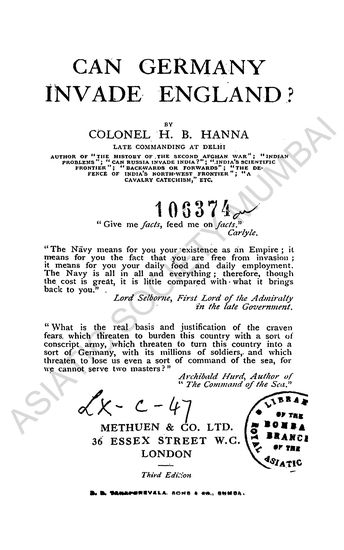 CAN GERMANY
INVADE ENGLAND?
BY
COLONEL H. B. HANNA
LATE COMMANDING AT DELHI
AUTHOR OF "THE HISTORY OF THE SECOND AFGHAN WAR"; "INDIAN
PROBLEMS"; "CAN RUSSIA INVADE INDIA?"; "INDIA'S SCIENTIFIC
FRONTIER"; "BACKWARDS OR FORWARDS"; "THE DE-
FENCE OF INDIA'S NORTH-WEST FRONTIER"; "A
CAVALRY CATECHISM," ETC.
106374
"Give me facts, feed me on facts."
Carlyle.
"The Navy means for you your existence as an Empire; it
means for you the fact that you are free from invasion;
it means for you your daily food and daily employment.
The Navy is all in all and everything; therefore, though
the cost is great, it is little compared with what it brings
back to you."
Lord Selborne, First Lord of the Admiralty
in the late Government.
"What is the real basis and justification of the craven
fears which threaten to burden this country with a sort of
conscript army, which threaten to turn this country into a
sort of Germany, with its millions of soldiers, and which
threaten to lose us even a sort of command of the sea, for
we cannot serve two masters?"
Archibald Hurd, Author of
"The Command of the Sea."
LX-C-47
METHUEN & CO. LTD.
36 ESSEX STREET W.C.
LONDON
Third Edition
LIBRAR
OF THE
BOMBA
BRANCH
OF THE
ROYAL ASIATIC
D. B. TARAPOREVALA, SONS & CO., BOMBAY.
ASIATIC SOCIETY MUMBAI